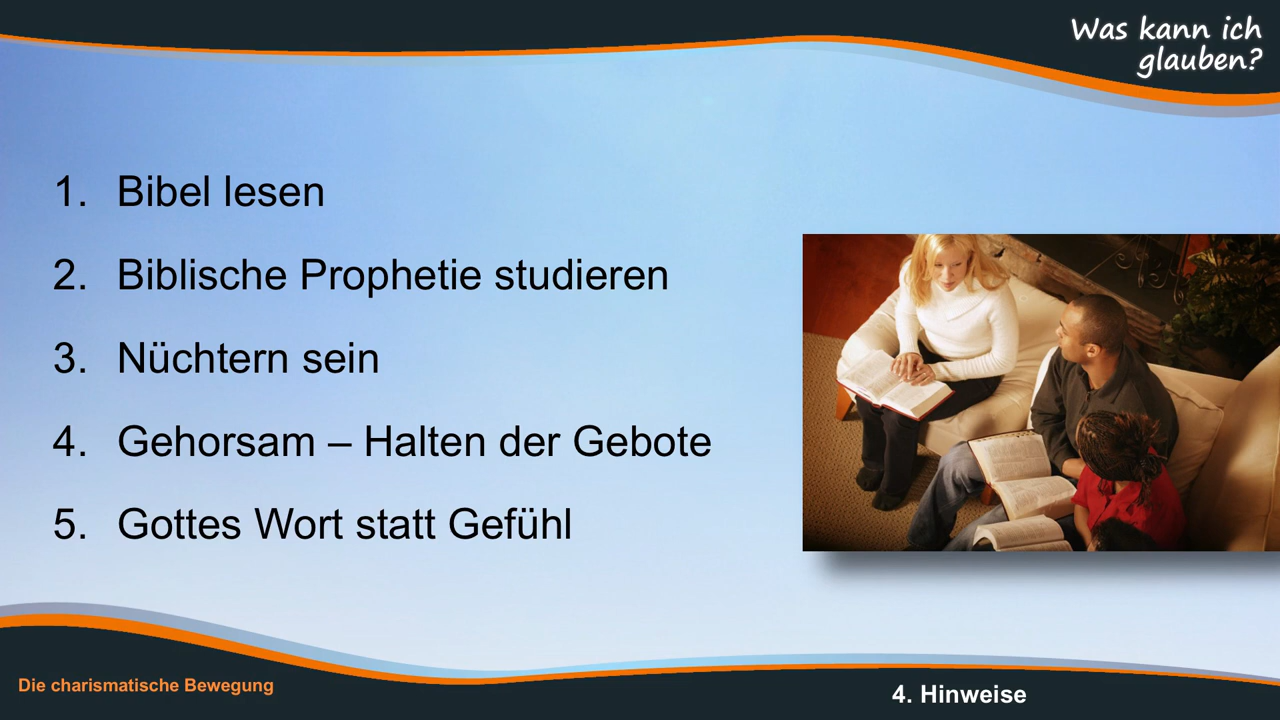 Was kann ich
glauben?
1. Bibel lesen
2. Biblische Prophetie studieren
3. Nüchtern sein
4. Gehorsam – Halten der Gebote
5. Gottes Wort statt Gefühl
Die charismatische Bewegung
4. Hinweise